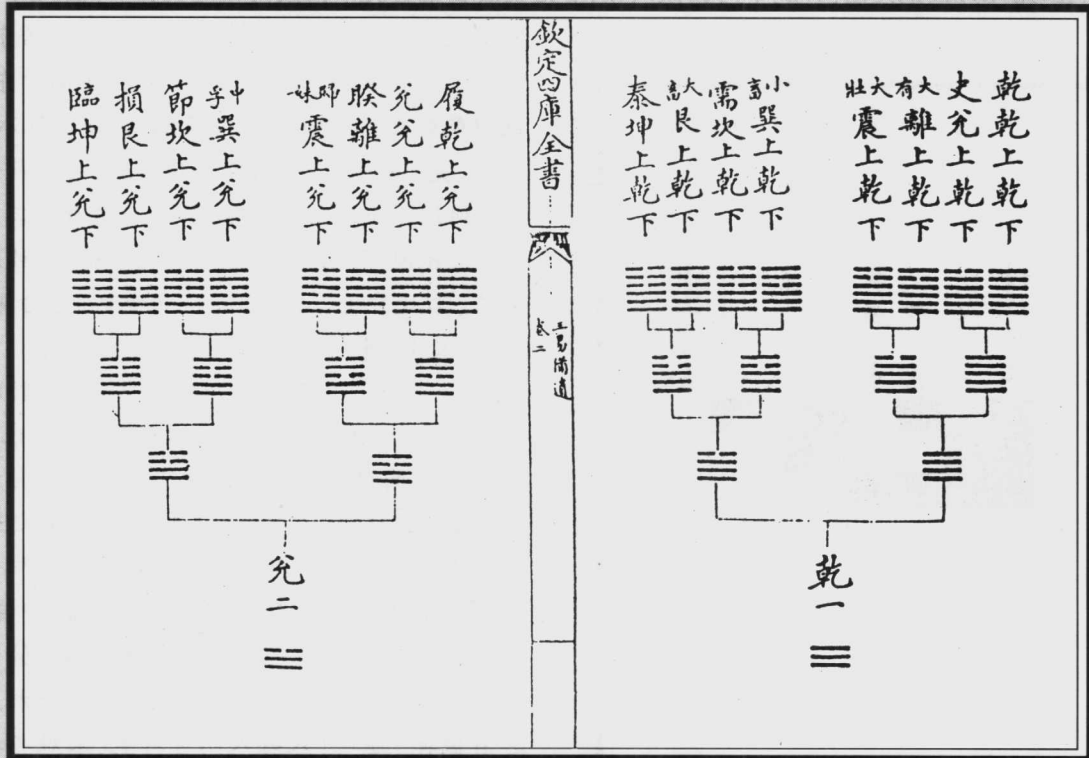 乾乾上乾下
史兊上乾下
大有離上乾下
大壯震上乾下
小畜巽上乾下
需坎上乾下
大畜艮上乾下
泰坤上乾下
乾一
欽定四庫全書
卷二
履乾上兊下
兊兊上兊下
睽離上兊下
歸妹震上兊下
中孚巽上兊下
節坎上兊下
損艮上兊下
臨坤上兊下
兊二